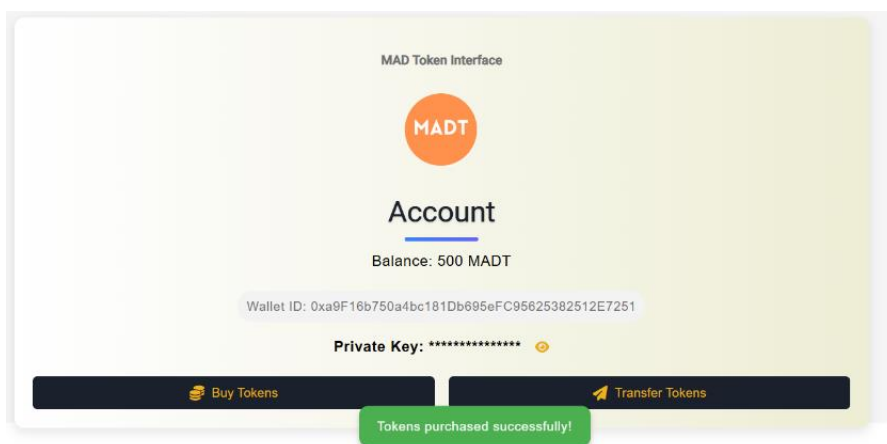 MAD Token Interface
MADT
Account
Balance: 500 MADT
Wallet ID: 0xa9F16b750a4bc181Db695eFC95625382512E7251
Private Key: ***************
Buy Tokens
Transfer Tokens
Tokens purchased successfully!